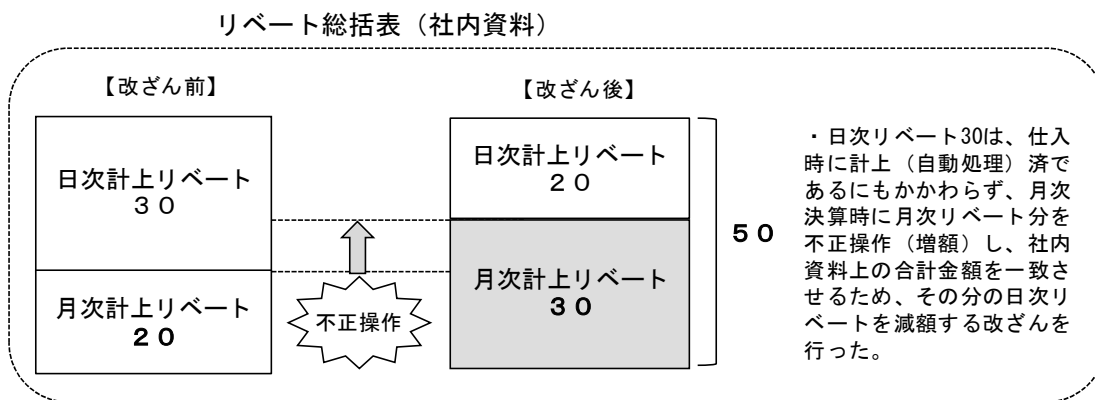 リベート総括表（社内資料）
【改ざん前】
日次計上リベート
３０
月次計上リベート
２０
不正操作
【改ざん後】
日次計上リベート
２０
月次計上リベート
３０
５０
・日次リベート30は、仕入
時に計上（自動処理）済で
あるにもかかわらず、月次
決算時に月次リベート分を
不正操作（増額）し、社内
資料上の合計金額を一致さ
せるため、その分の日次リ
ベートを減額する改ざんを
行った。